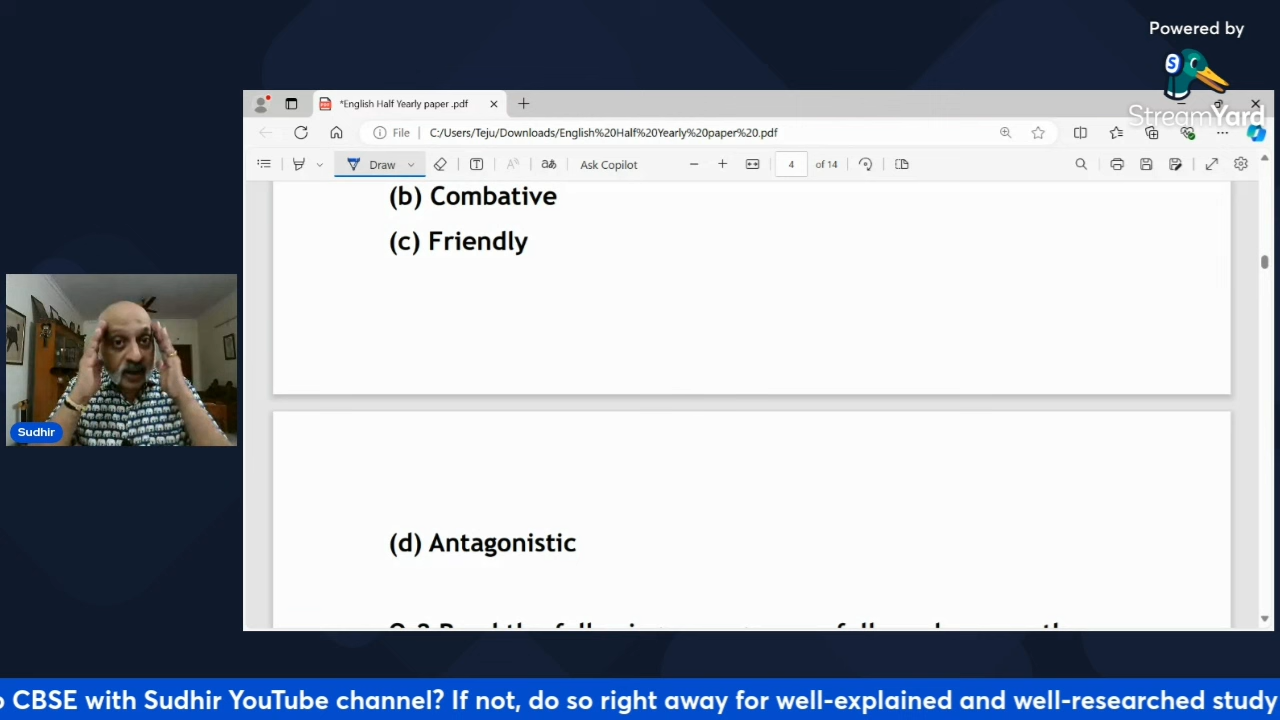 Powered by
StreamYard
*English Half Yearly paper .pdf
File
C:/Users/Teju/Downloads/English%20Half%20Yearly%20paper%20.pdf
Draw
Ask Copilot
4
of 14
(b) Combative
(c) Friendly
(d) Antagonistic
Sudhir
CBSE with Sudhir YouTube channel? If not, do so right away for well-explained and well-researched study